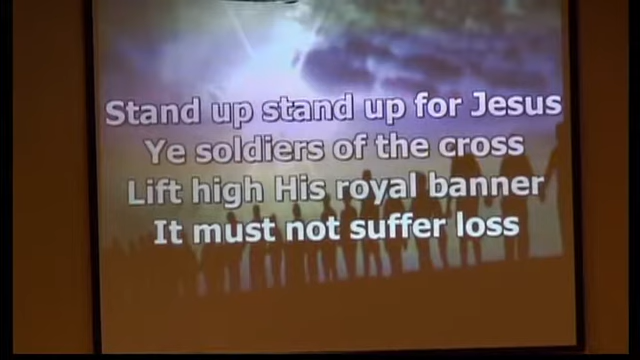 Stand up stand up for Jesus
Ye soldiers of the cross
Lift high His royal banner
It must not suffer loss